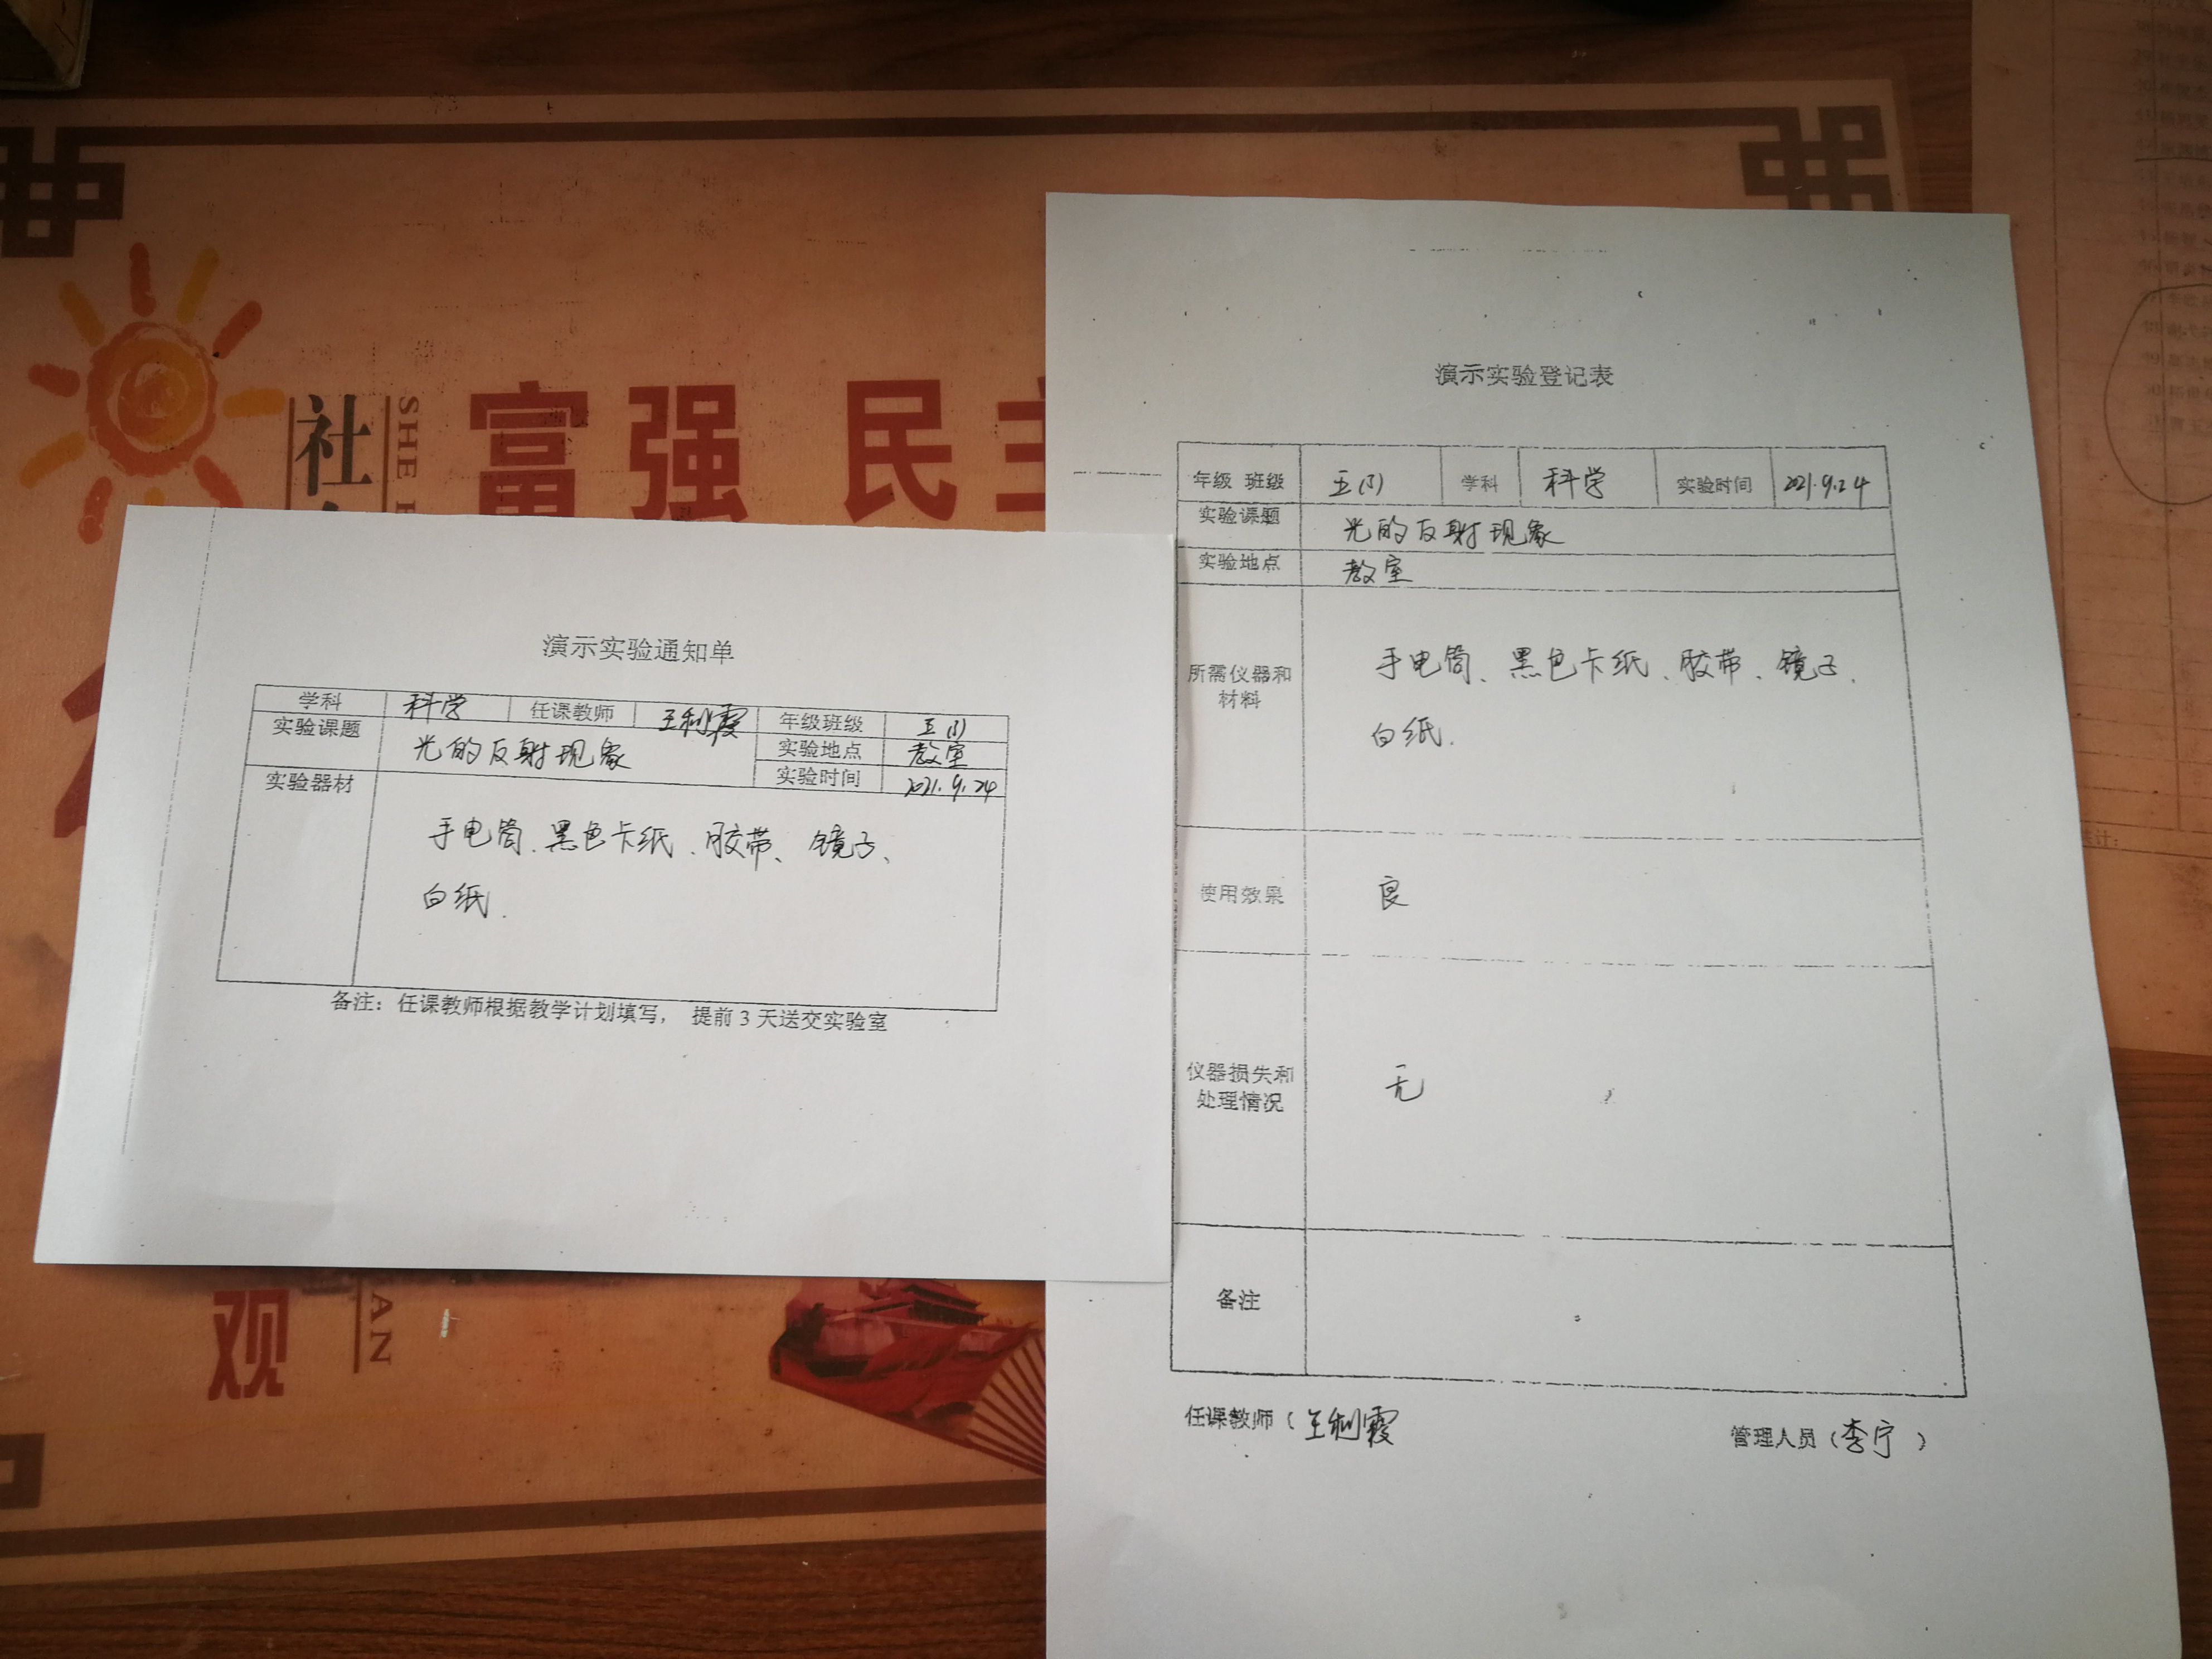 社
SHE
富强 民主
观
AN
演示实验通知单
学科 科学 任课教师 王利霞 年级班级 五(3)
实验课题 光的反射现象 实验地点 教室
实验时间 2021.9.24
实验器材
手电筒、黑色卡纸、胶带、镜子、
白纸.
备注：任课教师根据教学计划填写， 提前 3 天送交实验室
演示实验登记表
年级 班级 五(3) 学科 科学 实验时间 2021.9.24
实验课题 光的反射现象
实验地点 教室
所需仪器和
材料
手电筒、黑色卡纸、胶带、镜子、
白纸.
使用效果 良
仪器损失和
处理情况
无
备注
任课教师（王利霞
管理人员（李宁）